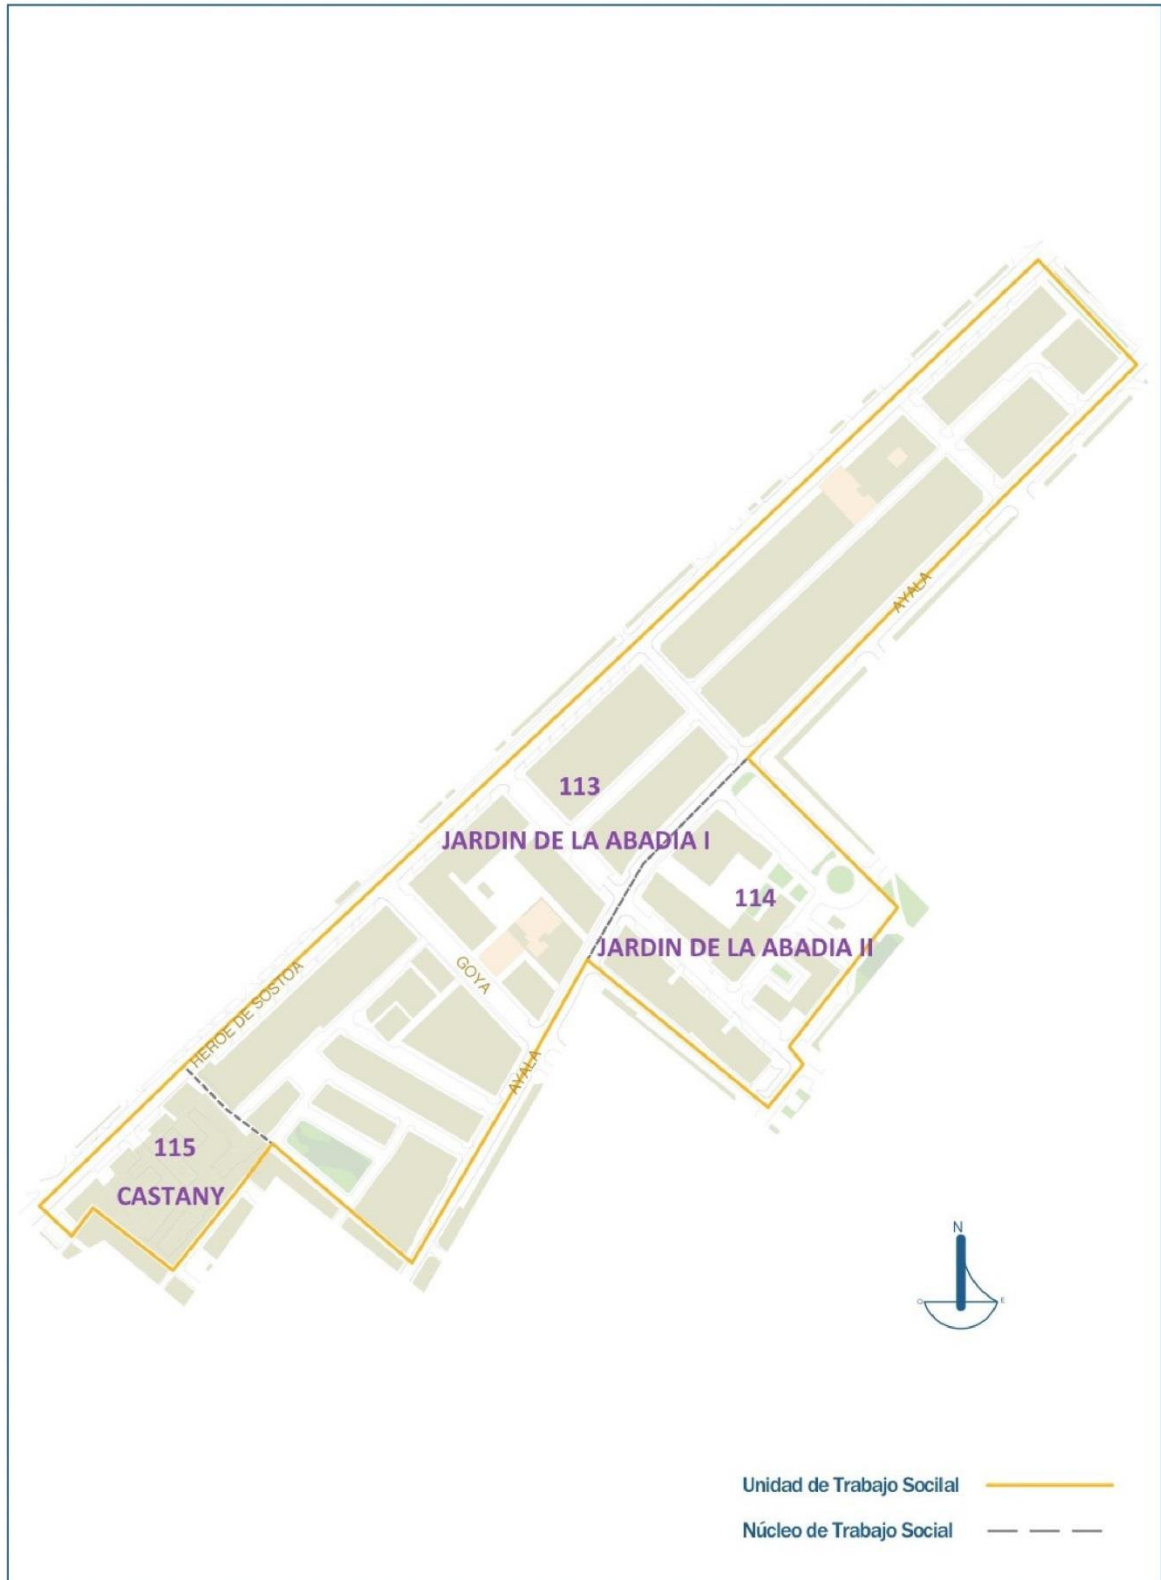 AYALA
113
JARDIN DE LA ABADIA I
114
JARDIN DE LA ABADIA II
GOYA
HEROE DE SOSTOA
AYALA
115
CASTANY
N
O
E
Unidad de Trabajo Socilal
Núcleo de Trabajo Social